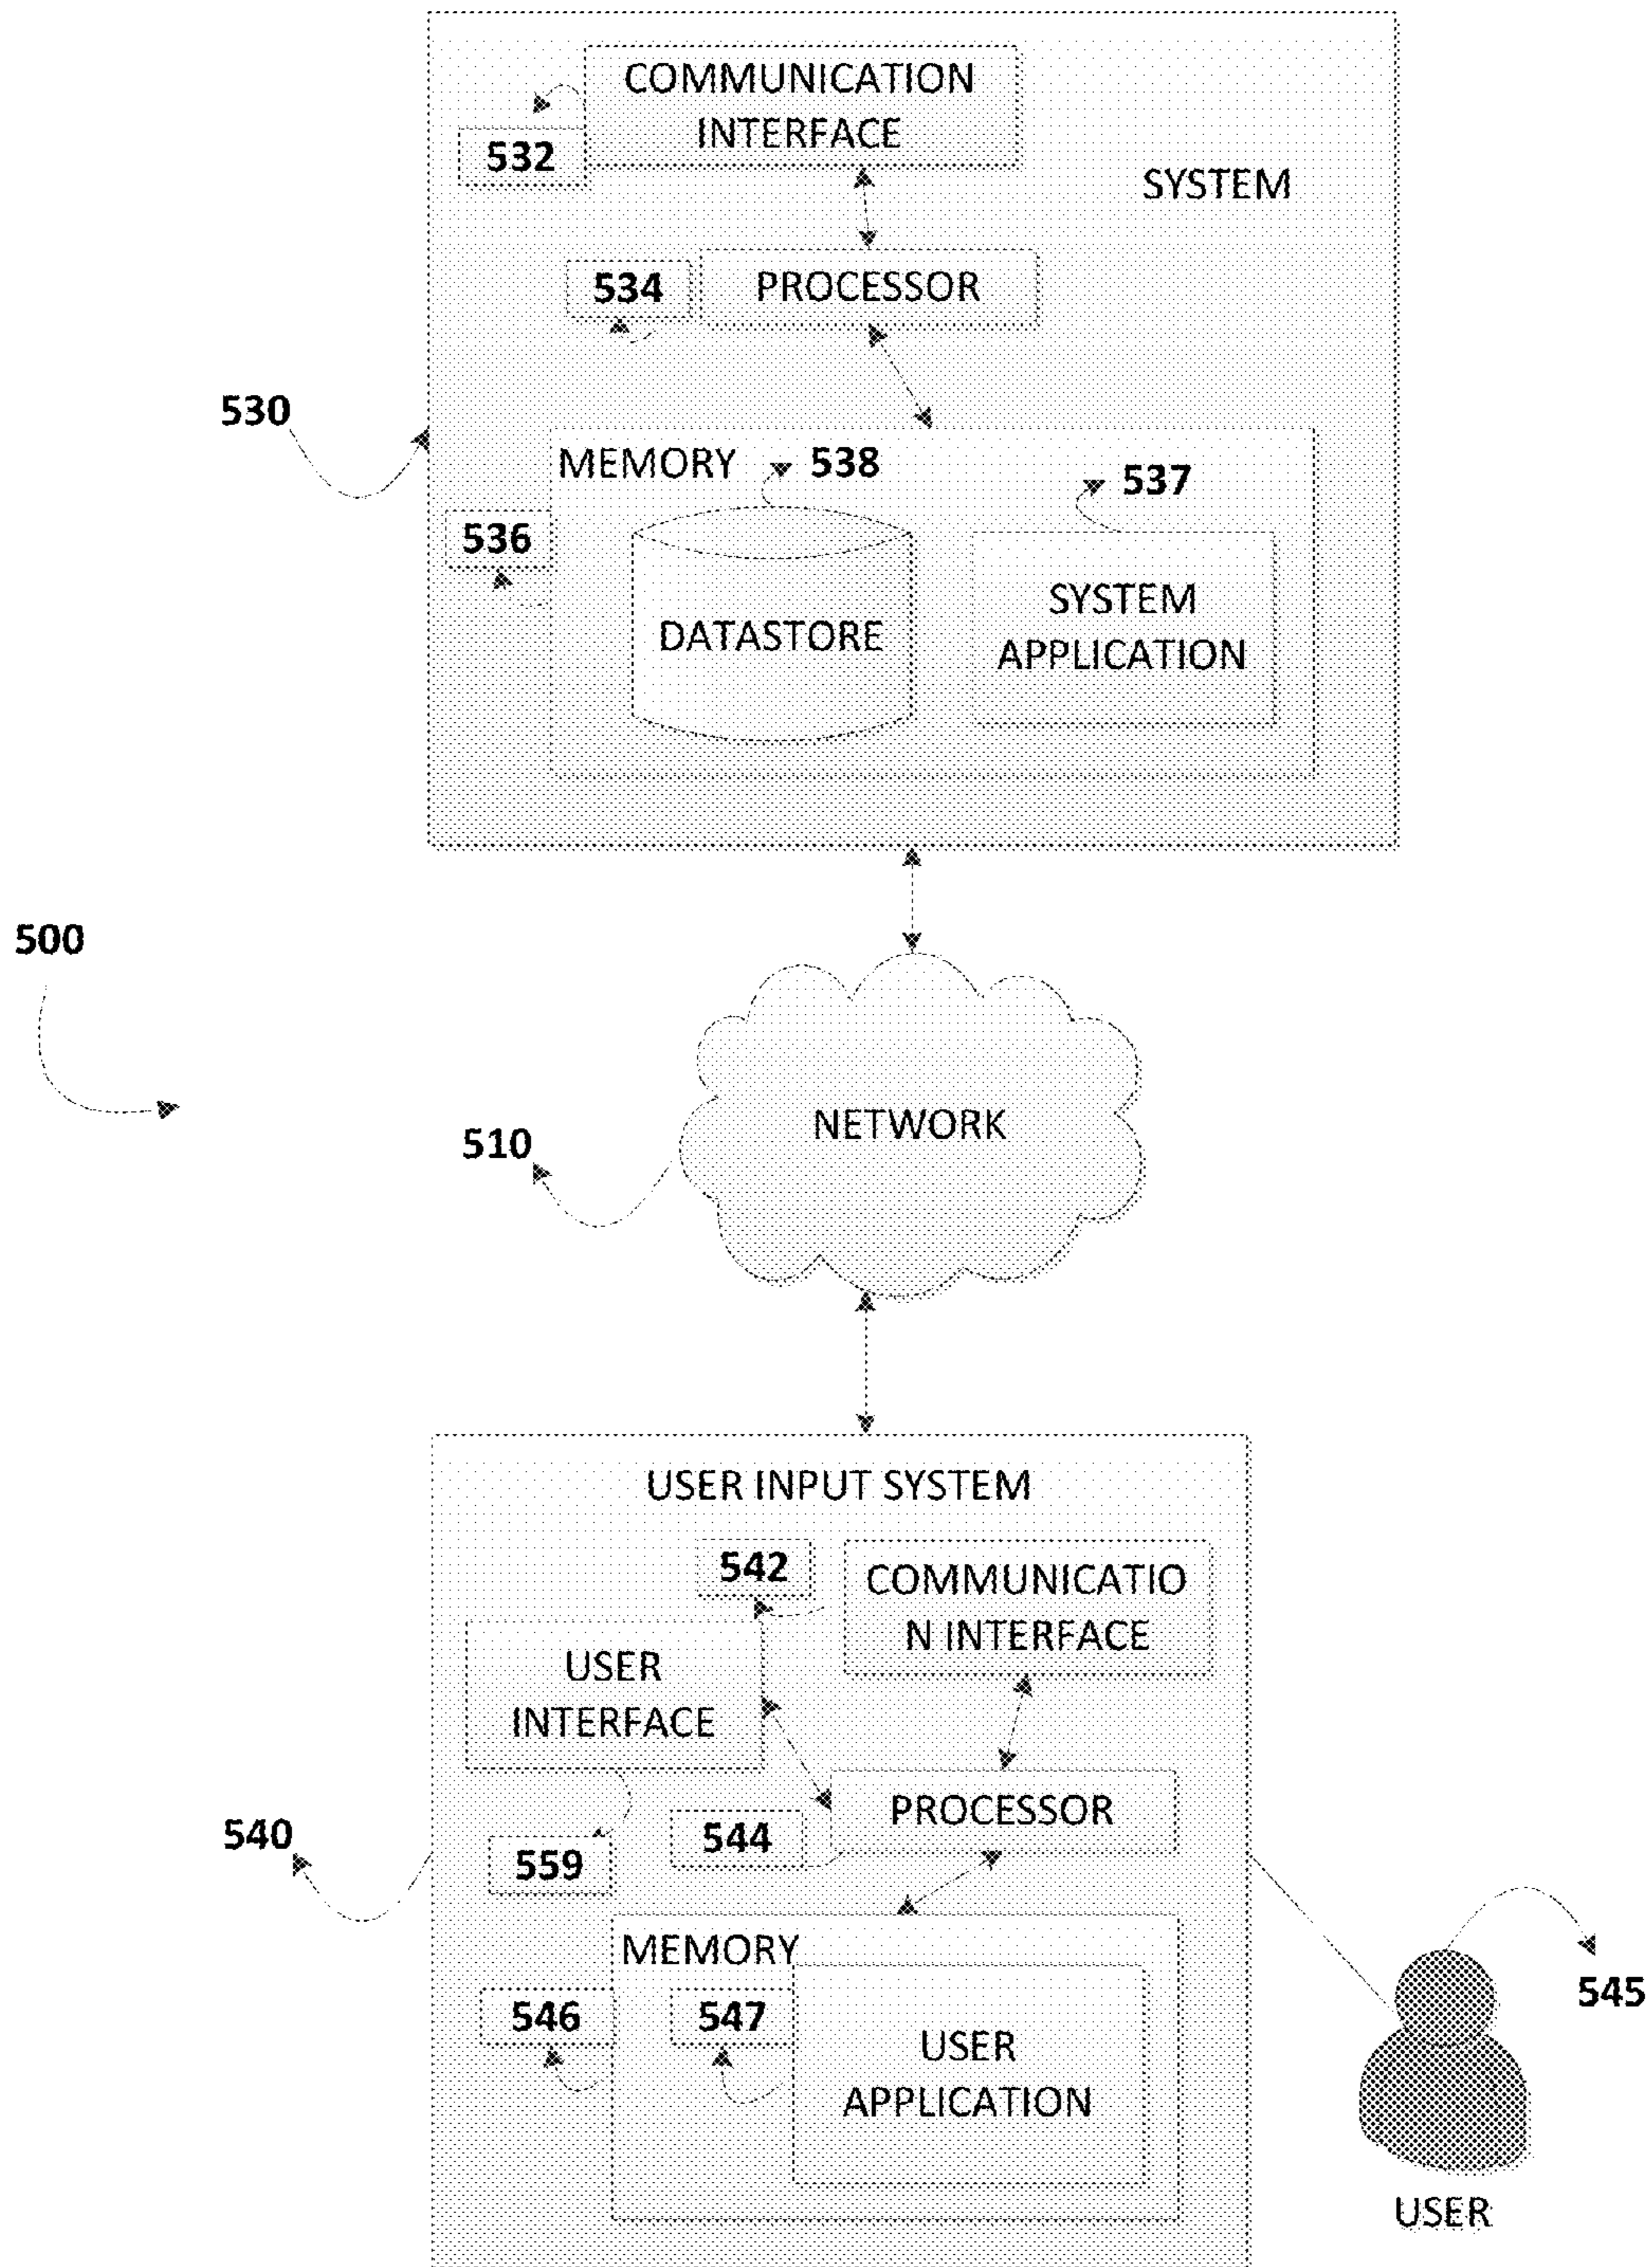 COMMUNICATION
INTERFACE
532
SYSTEM
534
PROCESSOR
530
MEMORY
538
537
536
DATASTORE
SYSTEM
APPLICATION
500
NETWORK
510
USER INPUT SYSTEM
542
COMMUNICATIO
N INTERFACE
USER
INTERFACE
PROCESSOR
540
544
559
MEMORY
546
547
545
USER
APPLICATION
USER